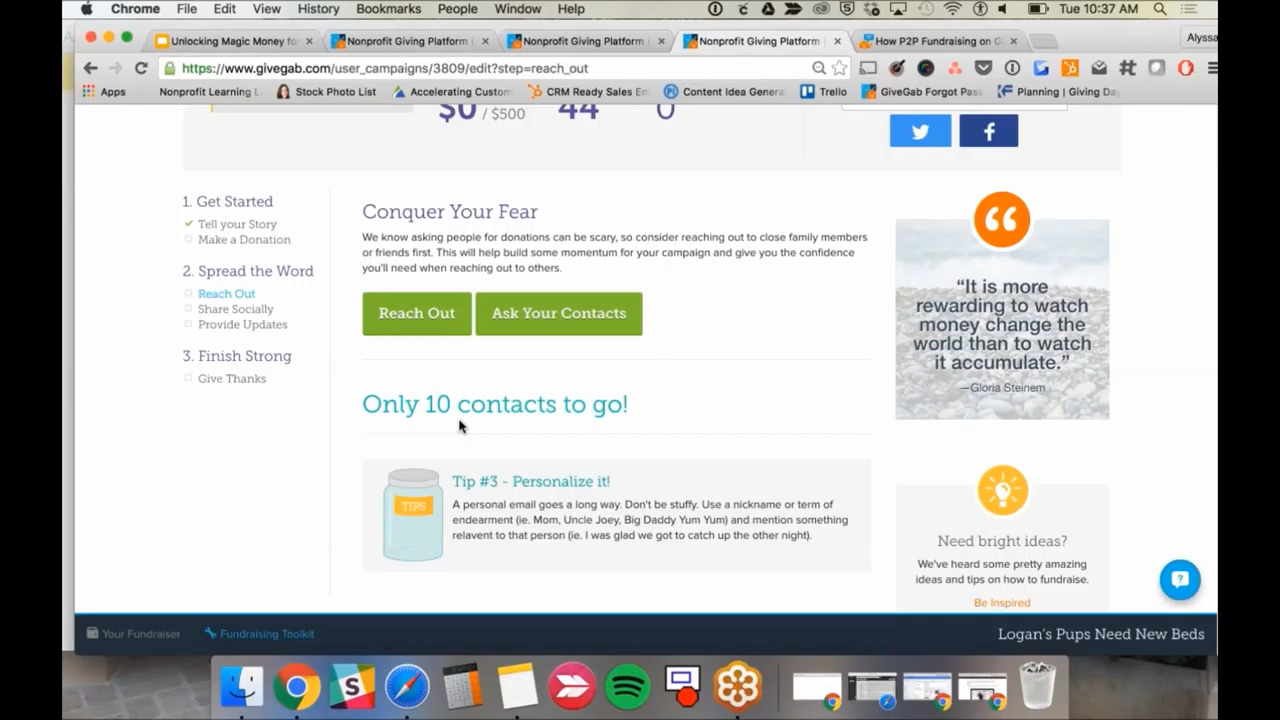 Chrome File Edit View History Bookmarks People Window Help Tue 10:37 AM
Unlocking Magic Money fo Nonprofit Giving Platform Nonprofit Giving Platform Nonprofit Giving Platform How P2P Fundraising on G Alyssa
https://www.givegab.com/user_campaigns/3809/edit?step=reach_out
Apps Nonprofit Learning L Stock Photo List Accelerating Custom CRM Ready Sales Em Content Idea Genera Trello GiveGab Forgot Pas Planning | Giving Da
$0 / $500 44 0
1. Get Started
Tell your Story
Make a Donation
2. Spread the Word
Reach Out
Share Socially
Provide Updates
3. Finish Strong
Give Thanks
Conquer Your Fear
We know asking people for donations can be scary, so consider reaching out to close family members
or friends first. This will help build some momentum for your campaign and give you the confidence
you'll need when reaching out to others.
Reach Out Ask Your Contacts
Only 10 contacts to go!
TIPS
Tip #3 - Personalize it!
A personal email goes a long way. Don't be stuffy. Use a nickname or term of
endearment (ie. Mom, Uncle Joey, Big Daddy Yum Yum) and mention something
relavent to that person (ie. I was glad we got to catch up the other night).
“It is more
rewarding to watch
money change the
world than to watch
it accumulate.”
—Gloria Steinem
Need bright ideas?
We've heard some pretty amazing
ideas and tips on how to fundraise.
Be Inspired
Your Fundraiser Fundraising Toolkit Logan's Pups Need New Beds